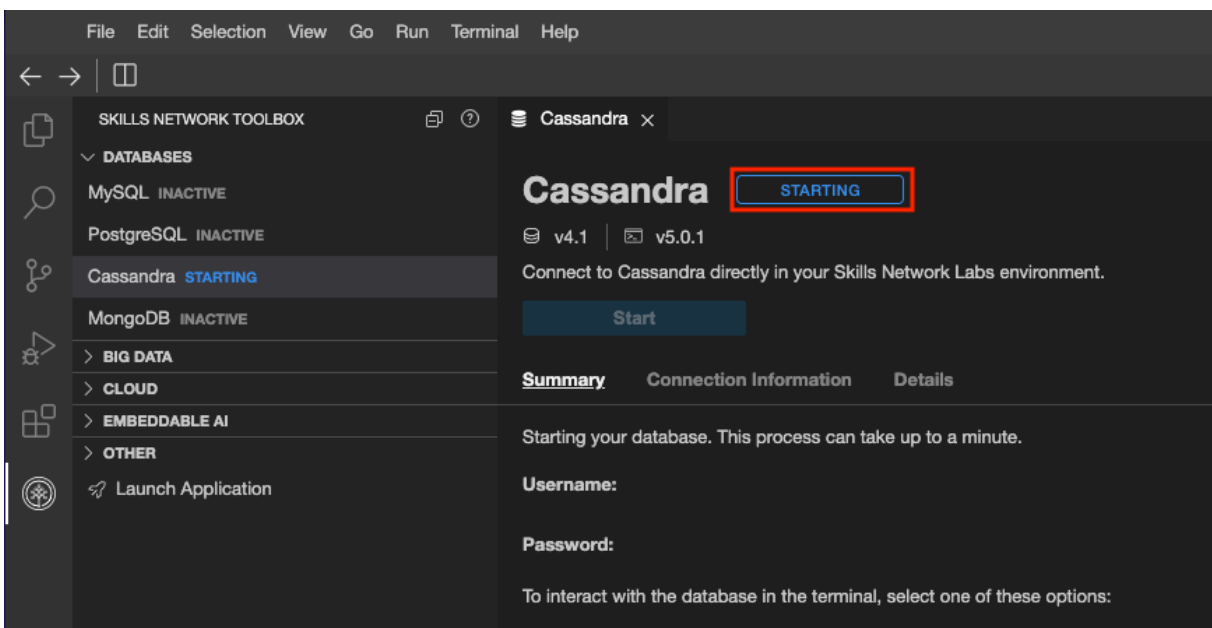 File Edit Selection View Go Run Terminal Help
SKILLS NETWORK TOOLBOX
DATABASES
MySQL INACTIVE
PostgreSQL INACTIVE
Cassandra STARTING
MongoDB INACTIVE
BIG DATA
CLOUD
EMBEDDABLE AI
OTHER
Launch Application
Cassandra
Cassandra STARTING
v4.1 v5.0.1
Connect to Cassandra directly in your Skills Network Labs environment.
Start
Summary Connection Information Details
Starting your database. This process can take up to a minute.
Username:
Password:
To interact with the database in the terminal, select one of these options: